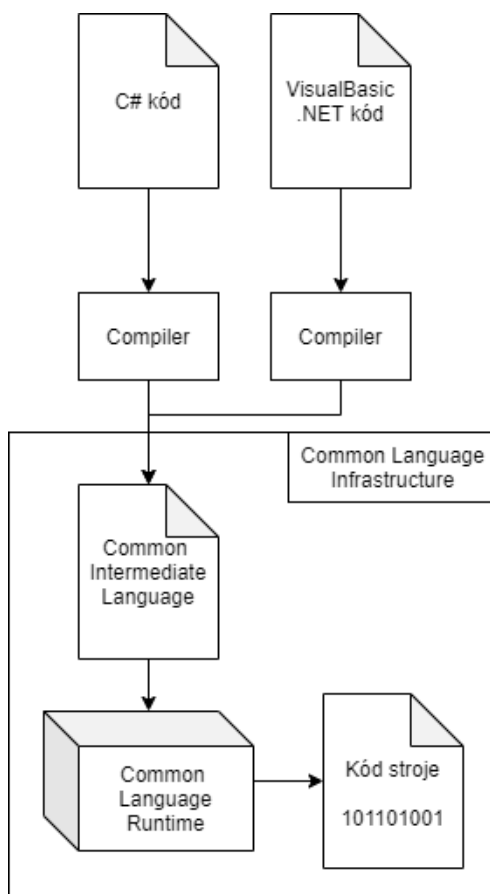 C# kód
VisualBasic
.NET kód
Compiler
Compiler
Common Language
Infrastructure
Common
Intermediate
Language
Common
Language
Runtime
Kód stroje
101101001